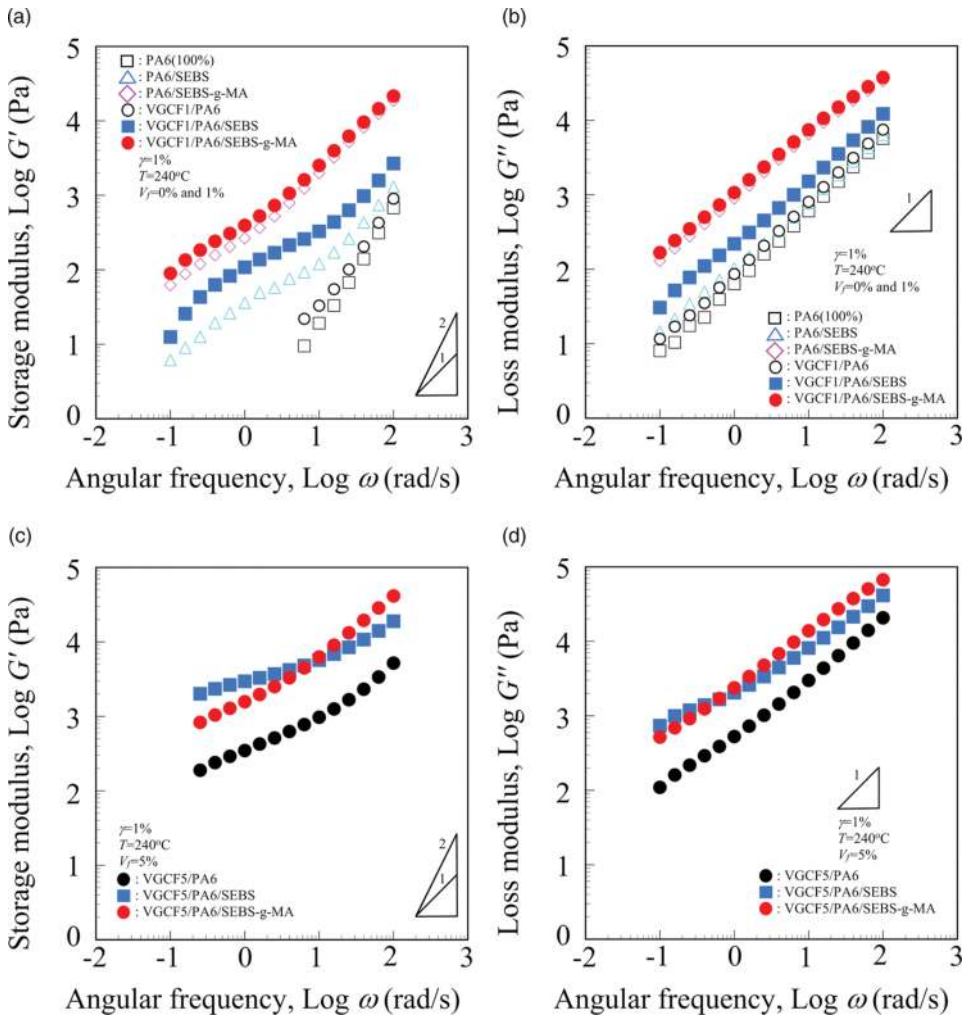 (a)
Storage modulus, Log G′ (Pa)
5
4
3
2
1
0
□ : PA6(100%)
△ : PA6/SEBS
◇ : PA6/SEBS-g-MA
○ : VGCF1/PA6
■ : VGCF1/PA6/SEBS
● : VGCF1/PA6/SEBS-g-MA
γ=1%
T=240°C
Vf=0% and 1%
2
1
-2 -1 0 1 2 3
Angular frequency, Log ω (rad/s)
(b)
Loss modulus, Log G″ (Pa)
5
4
3
2
1
0
1
γ=1%
T=240°C
Vf=0% and 1%
□ : PA6(100%)
△ : PA6/SEBS
◇ : PA6/SEBS-g-MA
○ : VGCF1/PA6
■ : VGCF1/PA6/SEBS
● : VGCF1/PA6/SEBS-g-MA
-2 -1 0 1 2 3
Angular frequency, Log ω (rad/s)
(c)
Storage modulus, Log G′ (Pa)
5
4
3
2
1
0
γ=1%
T=240°C
Vf=5%
● : VGCF5/PA6
■ : VGCF5/PA6/SEBS
● : VGCF5/PA6/SEBS-g-MA
2
1
-2 -1 0 1 2 3
Angular frequency, Log ω (rad/s)
(d)
Loss modulus, Log G″ (Pa)
5
4
3
2
1
0
1
γ=1%
T=240°C
Vf=5%
● : VGCF5/PA6
■ : VGCF5/PA6/SEBS
● : VGCF5/PA6/SEBS-g-MA
-2 -1 0 1 2 3
Angular frequency, Log ω (rad/s)